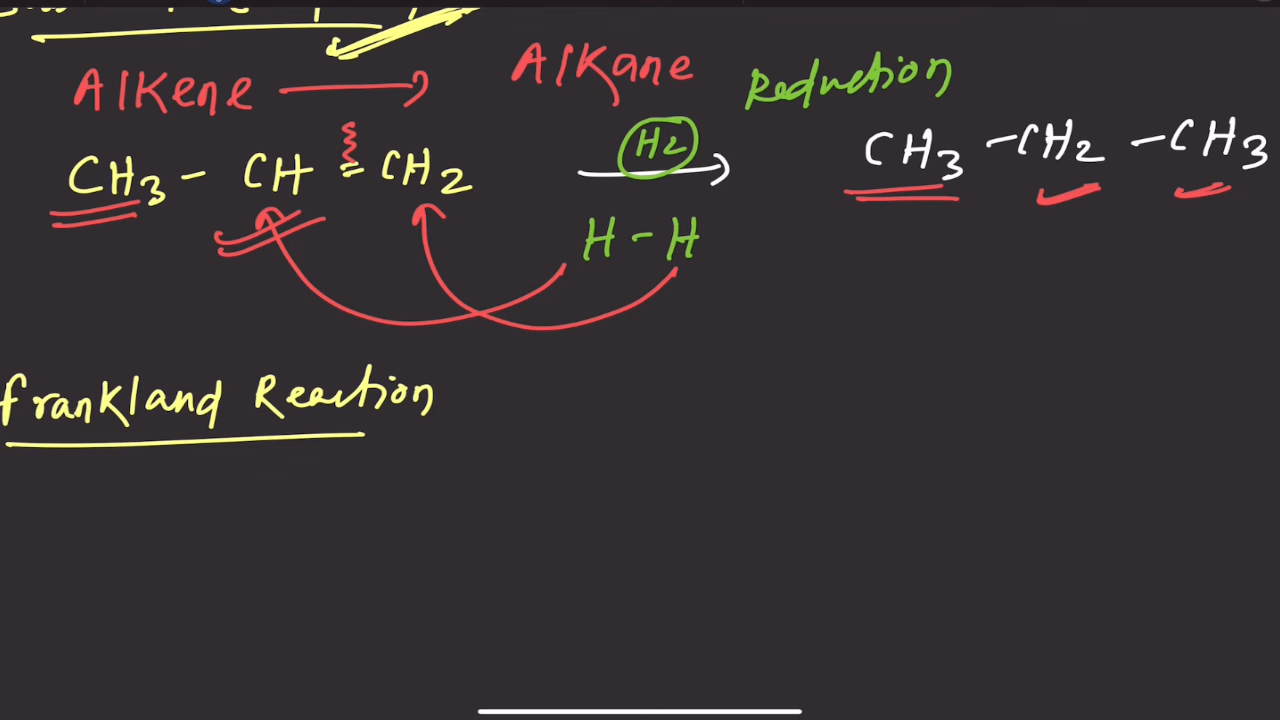 Alkene ⟶ Alkane Reduction
CH3 - CH = CH2 H2 ⟶ CH3 - CH2 - CH3
H - H
frankland Reaction